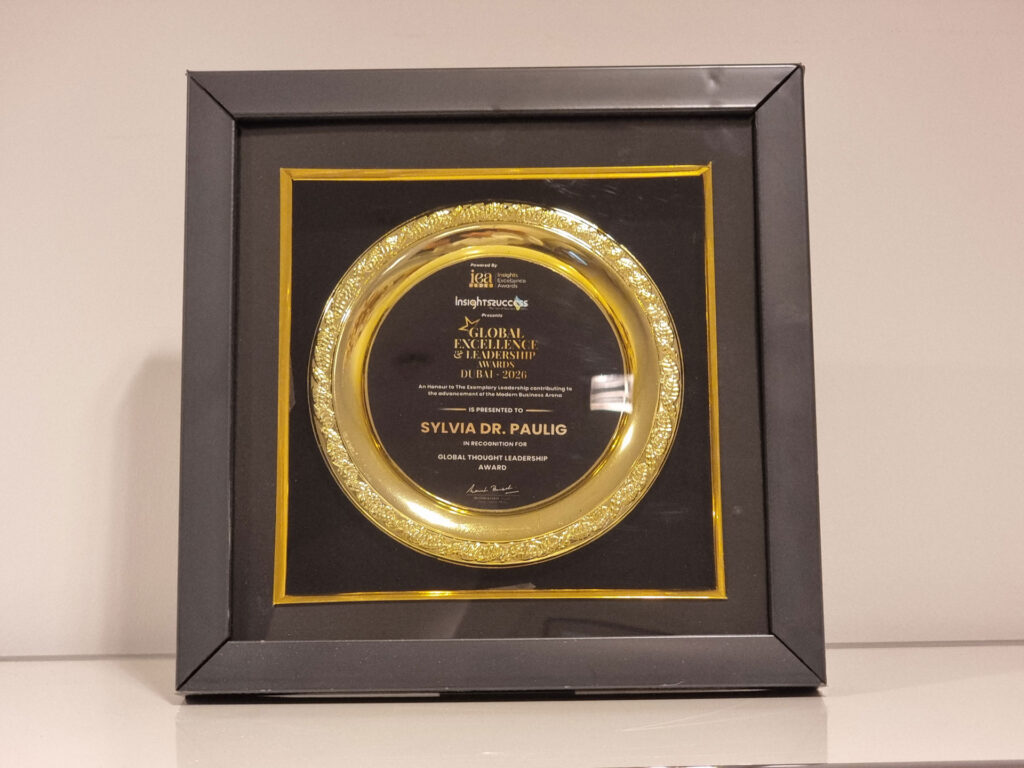 Powered By
iea
Insights
Excellence
Awards
InsightsSuccess
Presents
GLOBAL
EXCELLENCE
& LEADERSHIP
AWARDS
DUBAI - 2026
An Honour to The Exemplary Leadership contributing to
the advancement of the Modern Business Arena
IS PRESENTED TO
SYLVIA DR. PAULIG
IN RECOGNITION FOR
GLOBAL THOUGHT LEADERSHIP
AWARD